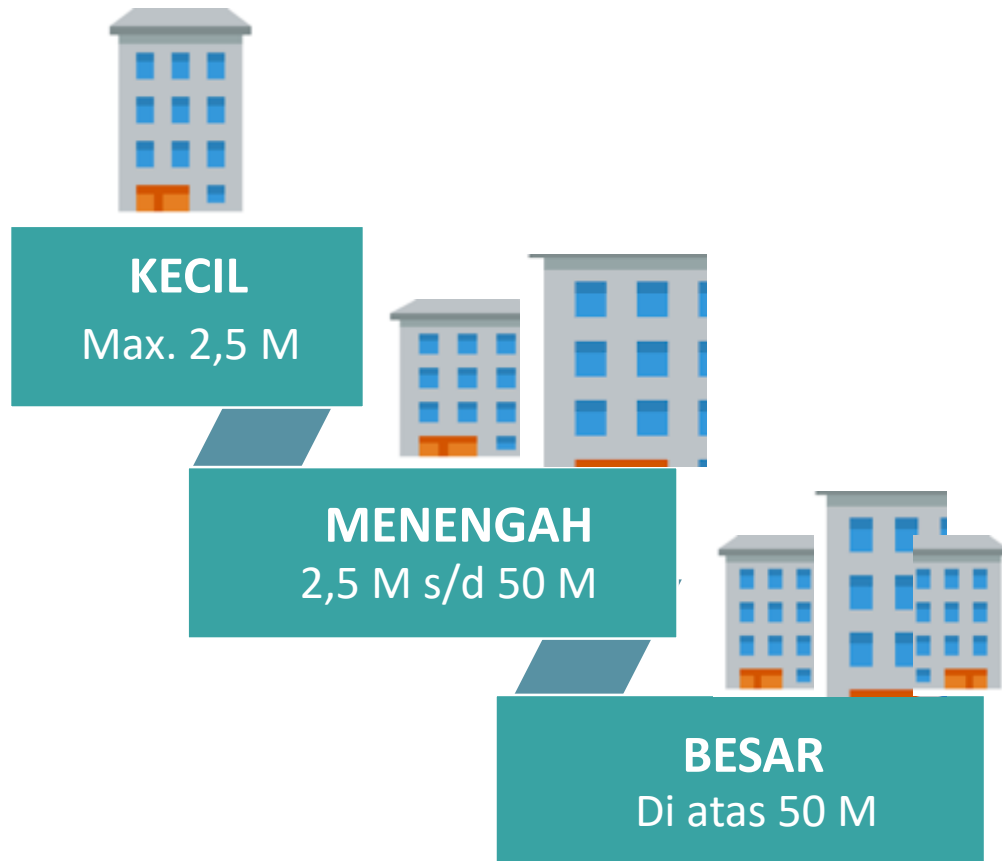 KECIL
Max. 2,5 M
MENENGAH
2,5 M s/d 50 M
BESAR
Di atas 50 M